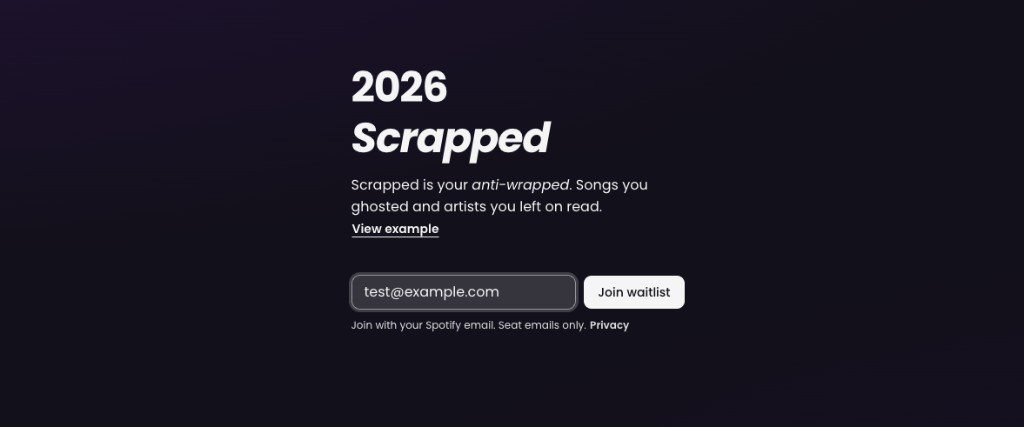 2026
Scrapped
Scrapped is your anti-wrapped. Songs you
ghosted and artists you left on read.
View example
test@example.com
Join waitlist
Join with your Spotify email. Seat emails only. Privacy